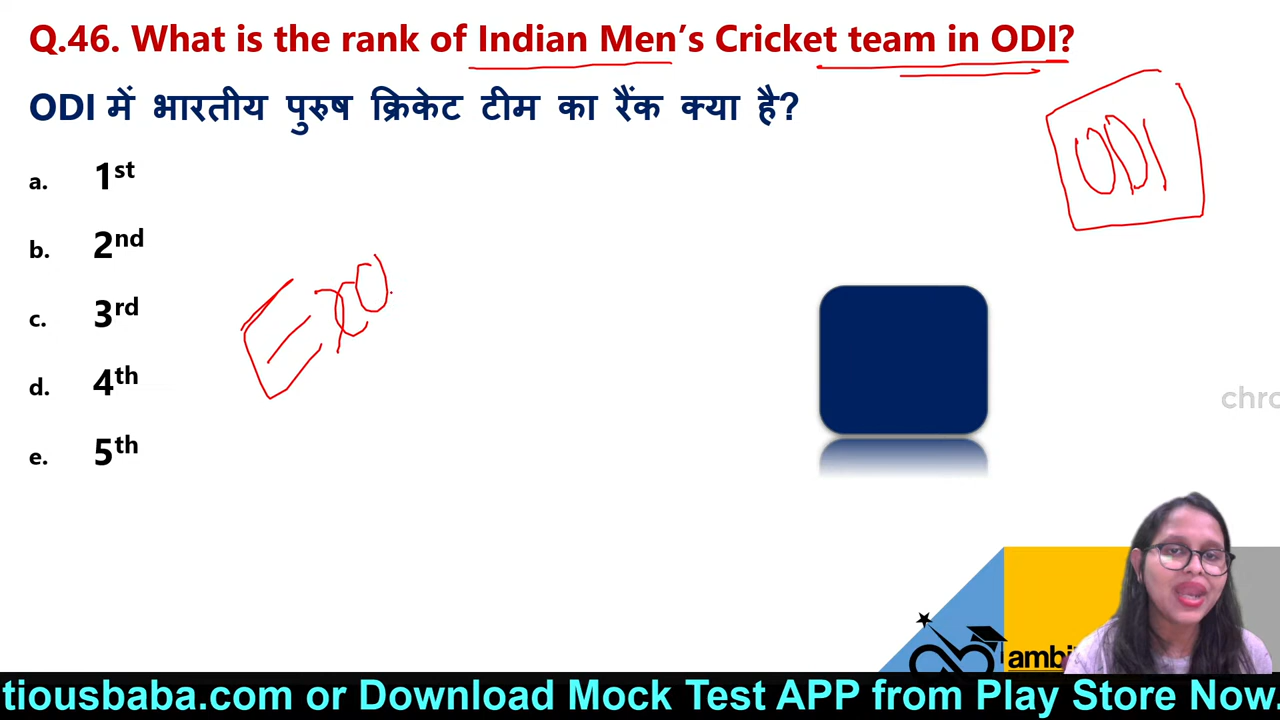 Q.46. What is the rank of Indian Men's Cricket team in ODI?
ODI में भारतीय पुरुष क्रिकेट टीम का रैंक क्या है?
ODI
a. 1st
b. 2nd
c. 3rd
d. 4th
e. 5th
chro
ambi
tiousbaba.com or Download Mock Test APP from Play Store Now.